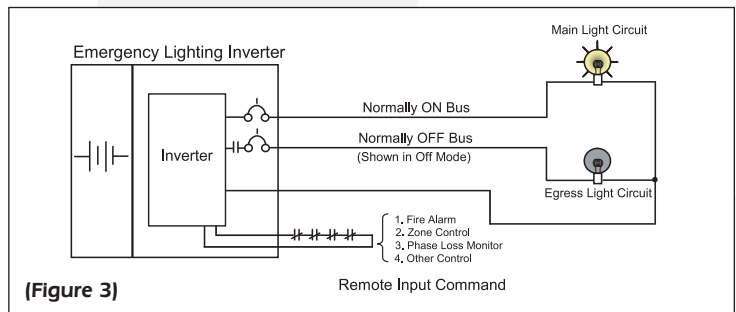 Main Light Circuit
Emergency Lighting Inverter
Normally ON Bus
Normally OFF Bus
(Shown in Off Mode)
Inverter
Egress Light Circuit
1. Fire Alarm
2. Zone Control
3. Phase Loss Monitor
4. Other Control
(Figure 3)
Remote Input Command